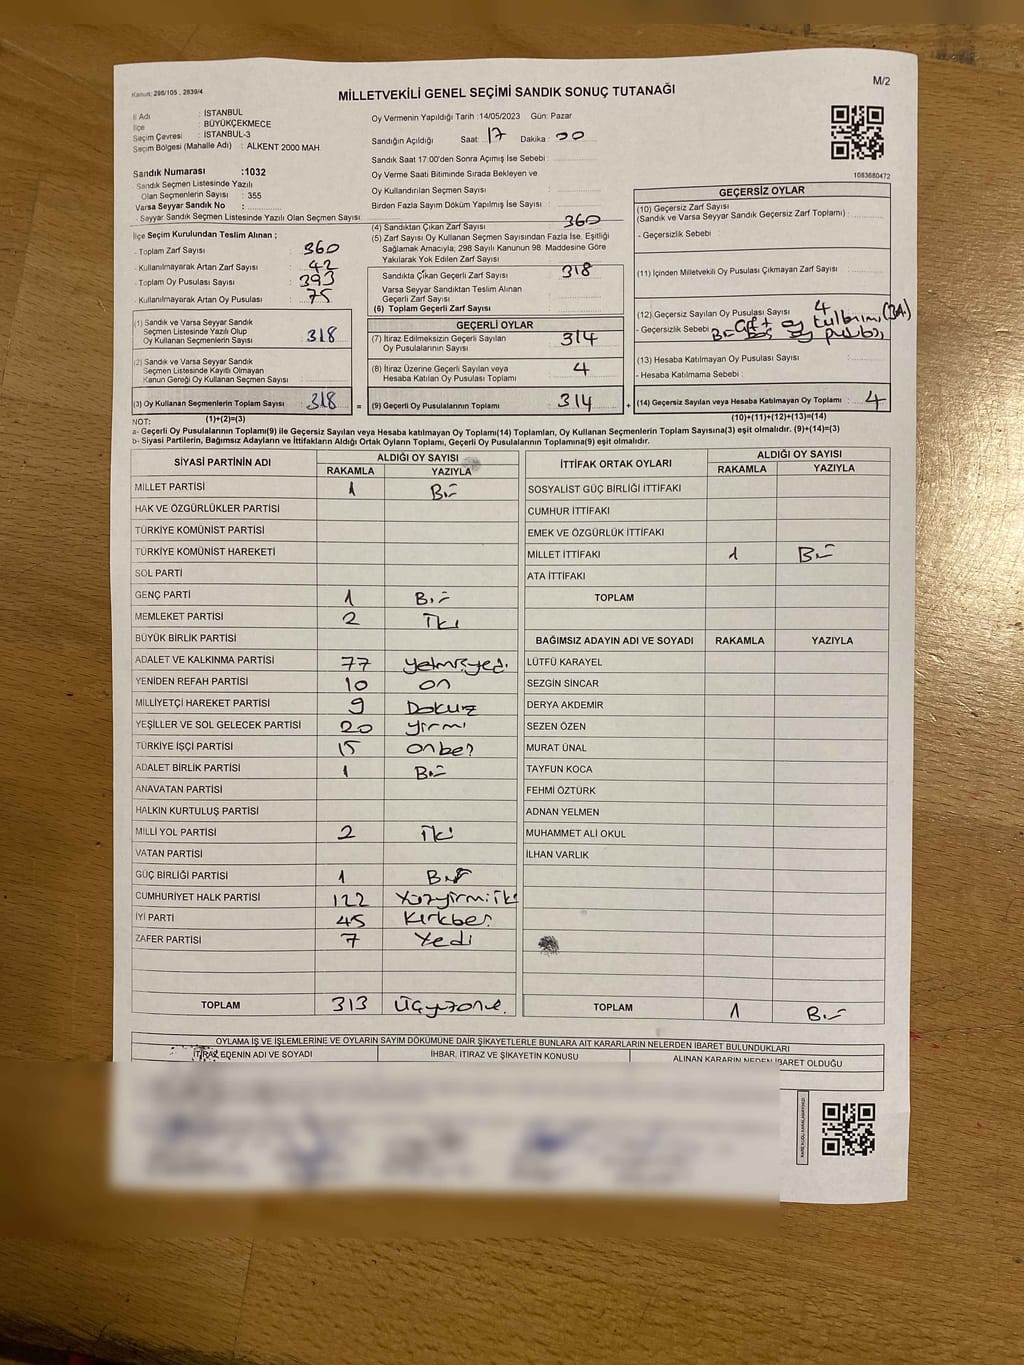 Kanun: 298/105 , 2839/4
M/2
MİLLETVEKİLİ GENEL SEÇİMİ SANDIK SONUÇ TUTANAĞI
İl Adı : İSTANBUL
İlçe : BÜYÜKÇEKMECE
Seçim Çevresi : İSTANBUL-3
Seçim Bölgesi (Mahalle Adı) : ALKENT 2000 MAH.
Sandık Numarası :1032
Sandık Seçmen Listesinde Yazılı
Olan Seçmenlerin Sayısı : 355
Varsa Seyyar Sandık No :
- Seyyar Sandık Seçmen Listesinde Yazılı Olan Seçmen Sayısı
Oy Vermenin Yapıldığı Tarih :14/05/2023 Gün: Pazar
Sandığın Açıldığı Saat: 17 Dakika : 00
Sandık Saat 17:00'den Sonra Açımış İse Sebebi :
Oy Verme Saati Bitiminde Sırada Bekleyen ve
Oy Kullandırılan Seçmen Sayısı :
Birden Fazla Sayım Döküm Yapılmış İse Sayısı :
1083680472
İlçe Seçim Kurulundan Teslim Alınan ;
- Toplam Zarf Sayısı : 360
- Kullanılmayarak Artan Zarf Sayısı : 42
- Toplam Oy Pusulası Sayısı : 393
- Kullanılmayarak Artan Oy Pusulası : 75
(1) Sandık ve Varsa Seyyar Sandık
Seçmen Listesinde Yazılı Olup
Oy Kullanan Seçmenlerin Sayısı 318
(2) Sandık ve Varsa Seyyar Sandık
Seçmen Listesinde Kayıtlı Olmayan
Kanun Gereği Oy Kullanan Seçmen Sayısı
(3) Oy Kullanan Seçmenlerin Toplam Sayısı 318
(1)+(2)=(3)
(4) Sandıktan Çıkan Zarf Sayısı 360
(5) Zarf Sayısı Oy Kullanan Seçmen Sayısından Fazla İse, Eşitliği
Sağlamak Amacıyla, 298 Sayılı Kanunun 98. Maddesine Göre
Yakılarak Yok Edilen Zarf Sayısı
Sandıkta Çıkan Geçerli Zarf Sayısı 318
Varsa Seyyar Sandıktan Teslim Alınan
Geçerli Zarf Sayısı
(6) Toplam Geçerli Zarf Sayısı
GEÇERLİ OYLAR
(7) İtiraz Edilmeksizin Geçerli Sayılan
Oy Pusulalarının Sayısı 314
(8) İtiraz Üzerine Geçerli Sayılan veya
Hesaba Katılan Oy Pusulası Toplamı 4
= (9) Geçerli Oy Pusulalarının Toplamı 314
GEÇERSİZ OYLAR
(10) Geçersiz Zarf Sayısı
(Sandık ve Varsa Seyyar Sandık Geçersiz Zarf Toplamı) :
- Geçersizlik Sebebi :
(11) İçinden Milletvekili Oy Pusulası Çıkmayan Zarf Sayısı :
(12) Geçersiz Sayılan Oy Pusulası Sayısı : 4
- Geçersizlik Sebebi : Çift oy kullanımı (3A.)
Bir boş oy pusulası
(13) Hesaba Katılmayan Oy Pusulası Sayısı :
- Hesaba Katılmama Sebebi :
+ (14) Geçersiz Sayılan veya Hesaba Katılmayan Oy Toplamı : 4
(10)+(11)+(12)+(13)=(14)
NOT:
a- Geçerli Oy Pusulalarının Toplamı(9) ile Geçersiz Sayılan veya Hesaba Katılmayan Oy Toplamı(14) Toplamları, Oy Kullanan Seçmenlerin Toplam Sayısına(3) eşit olmalıdır. (9)+(14)=(3)
b- Siyasi Partilerin, Bağımsız Adayların ve İttifakların Aldığı Ortak Oyların Toplamı, Geçerli Oy Pusulalarının Toplamına(9) eşit olmalıdır.
SİYASİ PARTİNİN ADI ALDIĞI OY SAYISI
RAKAMLA YAZIYLA
MİLLET PARTİSİ 1 Bir
HAK VE ÖZGÜRLÜKLER PARTİSİ
TÜRKİYE KOMÜNİST PARTİSİ
TÜRKİYE KOMÜNİST HAREKETİ
SOL PARTİ
GENÇ PARTİ 1 Bir
MEMLEKET PARTİSİ 2 İki
BÜYÜK BİRLİK PARTİSİ
ADALET VE KALKINMA PARTİSİ 77 yetmişyedi
YENİDEN REFAH PARTİSİ 10 on
MİLLİYETÇİ HAREKET PARTİSİ 9 Dokuz
YEŞİLLER VE SOL GELECEK PARTİSİ 20 yirmi
TÜRKİYE İŞÇİ PARTİSİ 15 onbeş
ADALET BİRLİK PARTİSİ 1 Bir
ANAVATAN PARTİSİ
HALKIN KURTULUŞ PARTİSİ
MİLLİ YOL PARTİSİ 2 iki
VATAN PARTİSİ
GÜÇ BİRLİĞİ PARTİSİ 1 Bir
CUMHURİYET HALK PARTİSİ 122 Yüzyirmiiki
İYİ PARTİ 45 Kırkbeş
ZAFER PARTİSİ 7 Yedi
TOPLAM 313 Üçyüzonü.
İTTİFAK ORTAK OYLARI ALDIĞI OY SAYISI
RAKAMLA YAZIYLA
SOSYALİST GÜÇ BİRLİĞİ İTTİFAKI
CUMHUR İTTİFAKI
EMEK VE ÖZGÜRLÜK İTTİFAKI
MİLLET İTTİFAKI 1 Bir
ATA İTTİFAKI
TOPLAM
BAĞIMSIZ ADAYIN ADI VE SOYADI RAKAMLA YAZIYLA
LÜTFÜ KARAYEL
SEZGİN SİNCAR
DERYA AKDEMİR
SEZEN ÖZEN
MURAT ÜNAL
TAYFUN KOCA
FEHMİ ÖZTÜRK
ADNAN YELMEN
MUHAMMET ALİ OKUL
İLHAN VARLIK
TOPLAM 1 Bir
OYLAMA İŞ VE İŞLEMLERİNE VE OYLARIN SAYIM DÖKÜMÜNE DAİR ŞİKAYETLERLE BUNLARA AİT KARARLARIN NELERDEN İBARET BULUNDUKLARI
İTİRAZ EDENİN ADI VE SOYADI İHBAR, İTİRAZ VE ŞİKAYETİN KONUSU ALINAN KARARIN NEDEN İBARET OLDUĞU